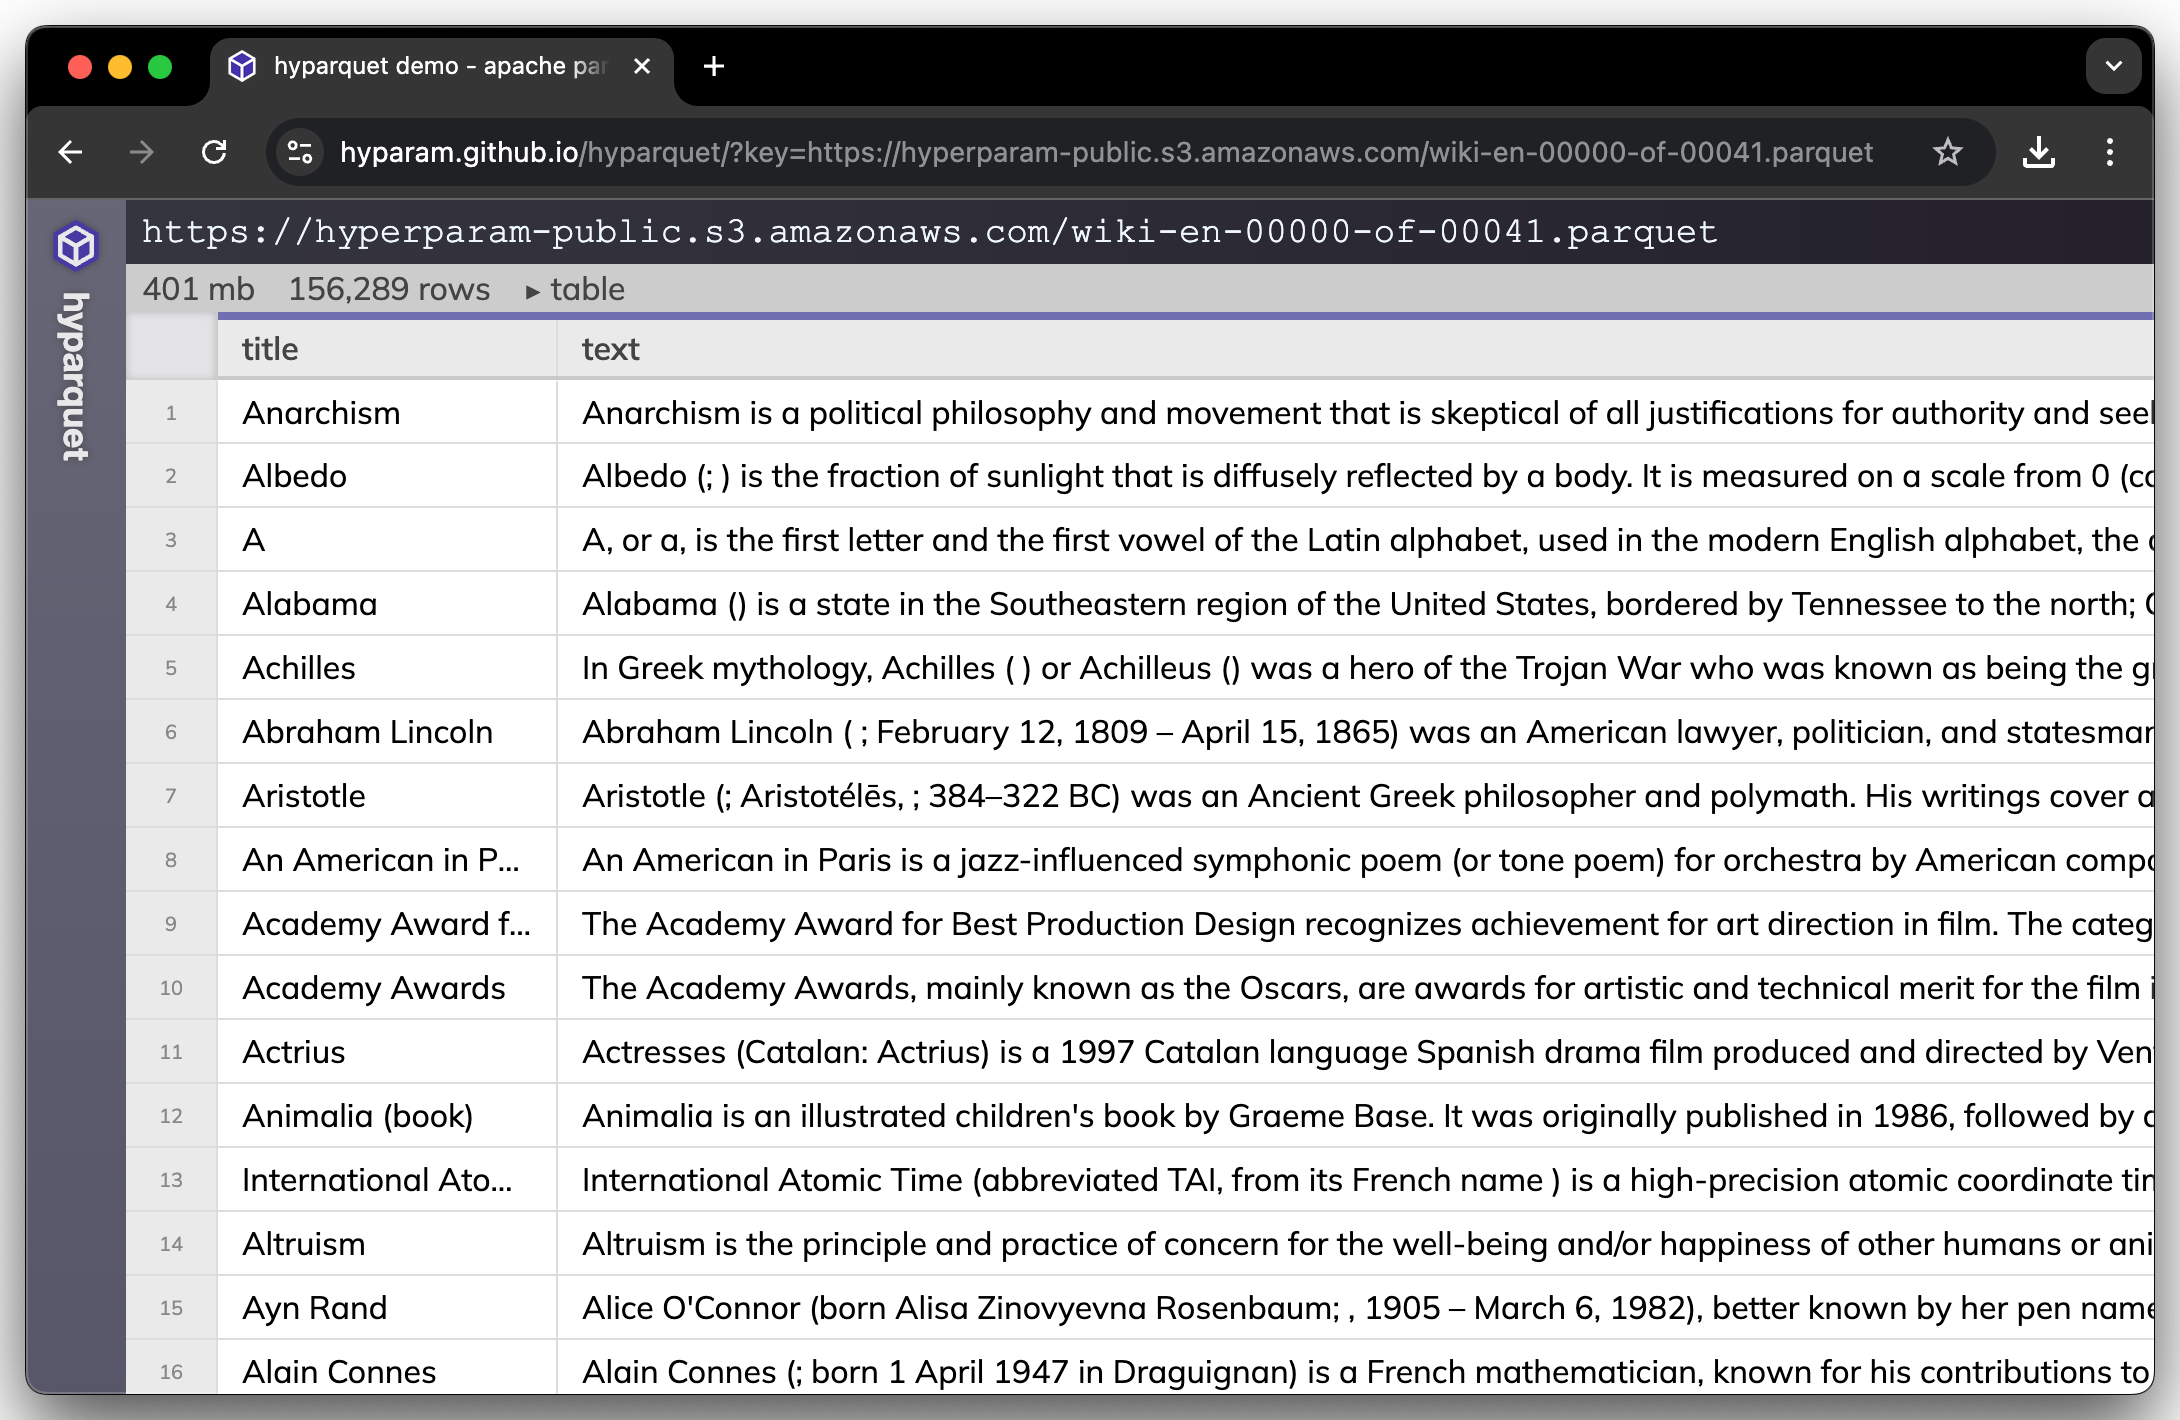 hyparquet demo - apache par
hyparam.github.io/hyparquet/?key=https://hyperparam-public.s3.amazonaws.com/wiki-en-00000-of-00041.parquet
hyparquet
https://hyperparam-public.s3.amazonaws.com/wiki-en-00000-of-00041.parquet
401 mb 156,289 rows ▸ table
title text
1 Anarchism Anarchism is a political philosophy and movement that is skeptical of all justifications for authority and see
2 Albedo Albedo (; ) is the fraction of sunlight that is diffusely reflected by a body. It is measured on a scale from 0 (co
3 A A, or a, is the first letter and the first vowel of the Latin alphabet, used in the modern English alphabet, the
4 Alabama Alabama () is a state in the Southeastern region of the United States, bordered by Tennessee to the north;
5 Achilles In Greek mythology, Achilles ( ) or Achilleus () was a hero of the Trojan War who was known as being the g
6 Abraham Lincoln Abraham Lincoln ( ; February 12, 1809 – April 15, 1865) was an American lawyer, politician, and statesman
7 Aristotle Aristotle (; Aristotélēs, ; 384–322 BC) was an Ancient Greek philosopher and polymath. His writings cover a
8 An American in P... An American in Paris is a jazz-influenced symphonic poem (or tone poem) for orchestra by American compo
9 Academy Award f... The Academy Award for Best Production Design recognizes achievement for art direction in film. The categ
10 Academy Awards The Academy Awards, mainly known as the Oscars, are awards for artistic and technical merit for the film i
11 Actrius Actresses (Catalan: Actrius) is a 1997 Catalan language Spanish drama film produced and directed by Ven
12 Animalia (book) Animalia is an illustrated children's book by Graeme Base. It was originally published in 1986, followed by
13 International Ato... International Atomic Time (abbreviated TAI, from its French name ) is a high-precision atomic coordinate tim
14 Altruism Altruism is the principle and practice of concern for the well-being and/or happiness of other humans or ani
15 Ayn Rand Alice O'Connor (born Alisa Zinovyevna Rosenbaum; , 1905 – March 6, 1982), better known by her pen name
16 Alain Connes Alain Connes (; born 1 April 1947 in Draguignan) is a French mathematician, known for his contributions to